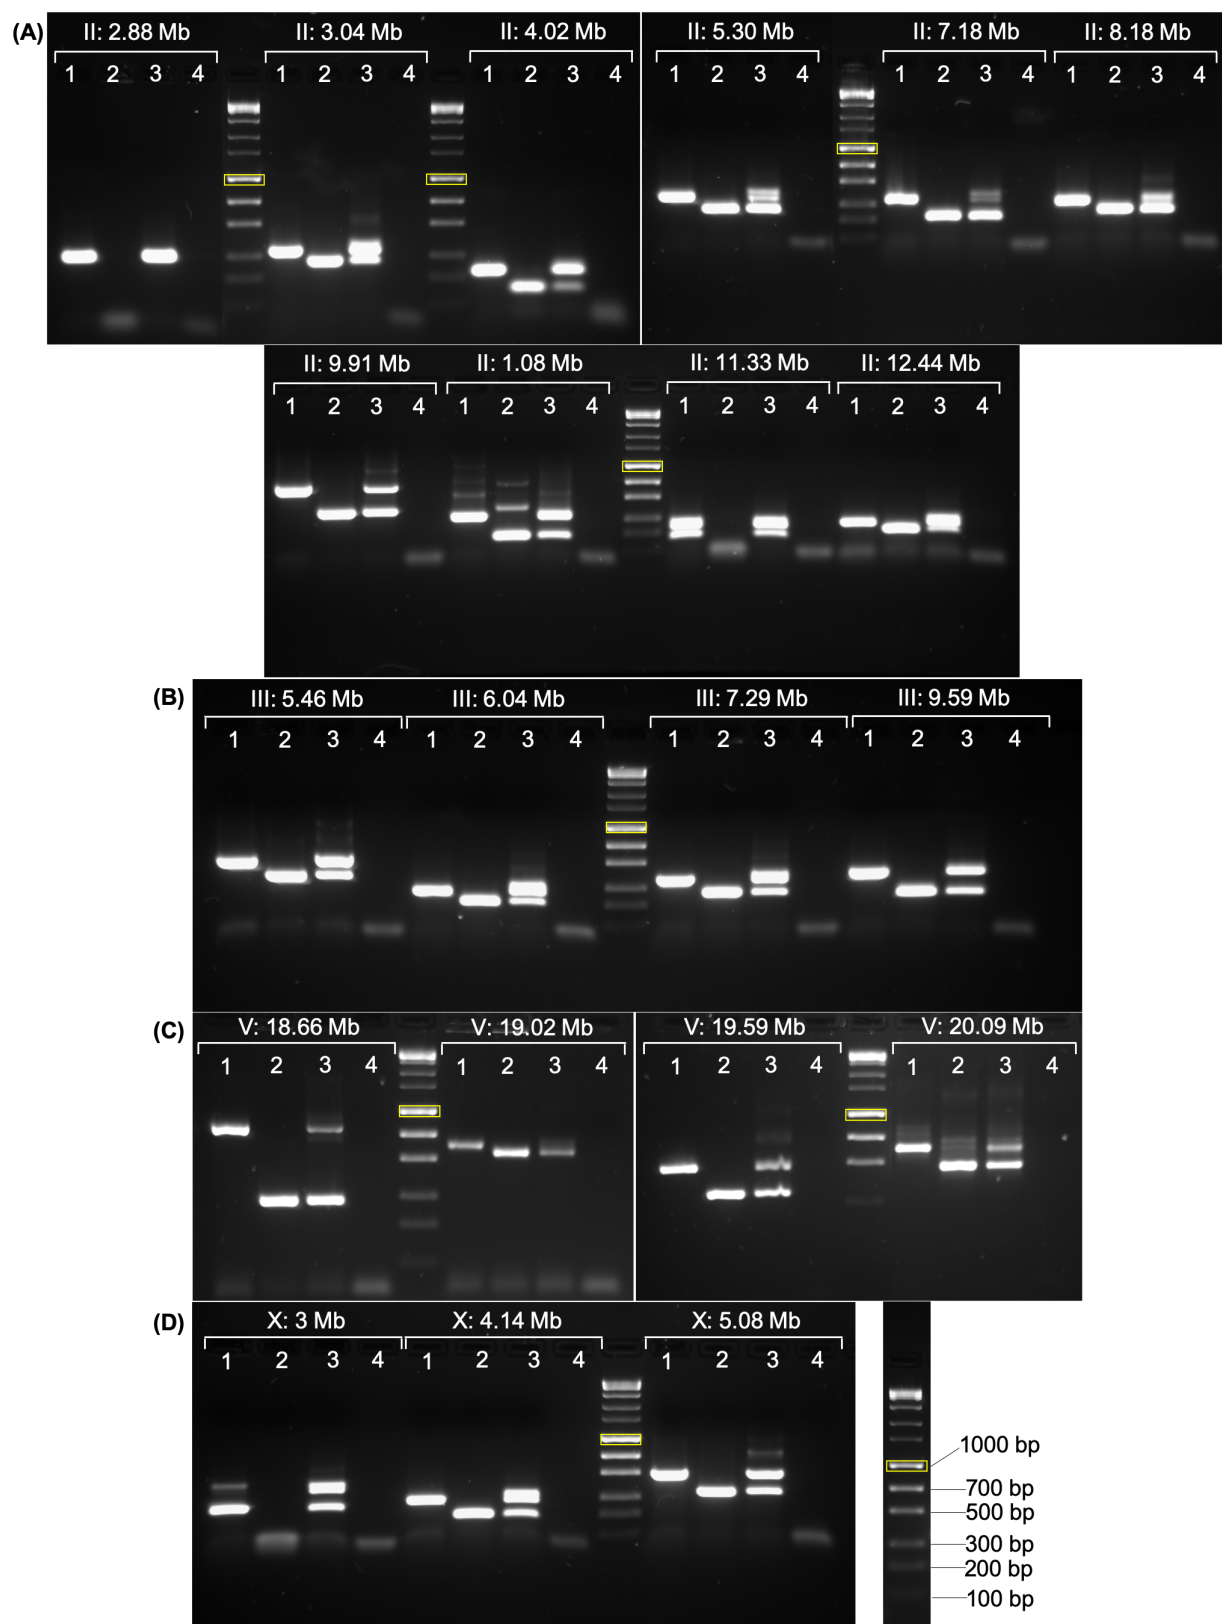 (A)
II: 2.88 Mb II: 3.04 Mb II: 4.02 Mb II: 5.30 Mb II: 7.18 Mb II: 8.18 Mb
1 2 3 4 1 2 3 4 1 2 3 4 1 2 3 4 1 2 3 4 1 2 3 4
II: 9.91 Mb II: 1.08 Mb II: 11.33 Mb II: 12.44 Mb
1 2 3 4 1 2 3 4 1 2 3 4 1 2 3 4
(B)
III: 5.46 Mb III: 6.04 Mb III: 7.29 Mb III: 9.59 Mb
1 2 3 4 1 2 3 4 1 2 3 4 1 2 3 4
(C)
V: 18.66 Mb V: 19.02 Mb V: 19.59 Mb V: 20.09 Mb
1 2 3 4 1 2 3 4 1 2 3 4 1 2 3 4
(D)
X: 3 Mb X: 4.14 Mb X: 5.08 Mb
1 2 3 4 1 2 3 4 1 2 3 4
1000 bp
700 bp
500 bp
300 bp
200 bp
100 bp